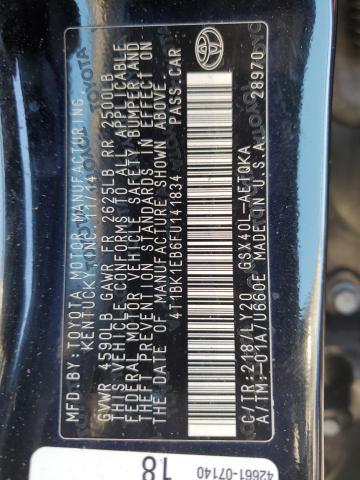 MFD.BY: TOYOTA MOTOR MANUFACTURING,
KENTUCKY, INC. 11/14
GVWR 4590LB GAWR FR 2625LB RR 2500LB
THIS VEHICLE CONFORMS TO ALL APPLICABLE
FEDERAL MOTOR VEHICLE SAFETY, BUMPER, AND
THEFT PREVENTION STANDARDS IN EFFECT ON
THE DATE OF MANUFACTURE SHOWN ABOVE.
4T1BK1EB6FU141834 PASS.CAR
C/TR:218/LY20 GSX40L-AETQKA
A/TM:-01A/U660E MADE IN U.S.A. 28970
TOYOTA
42661-07140
18